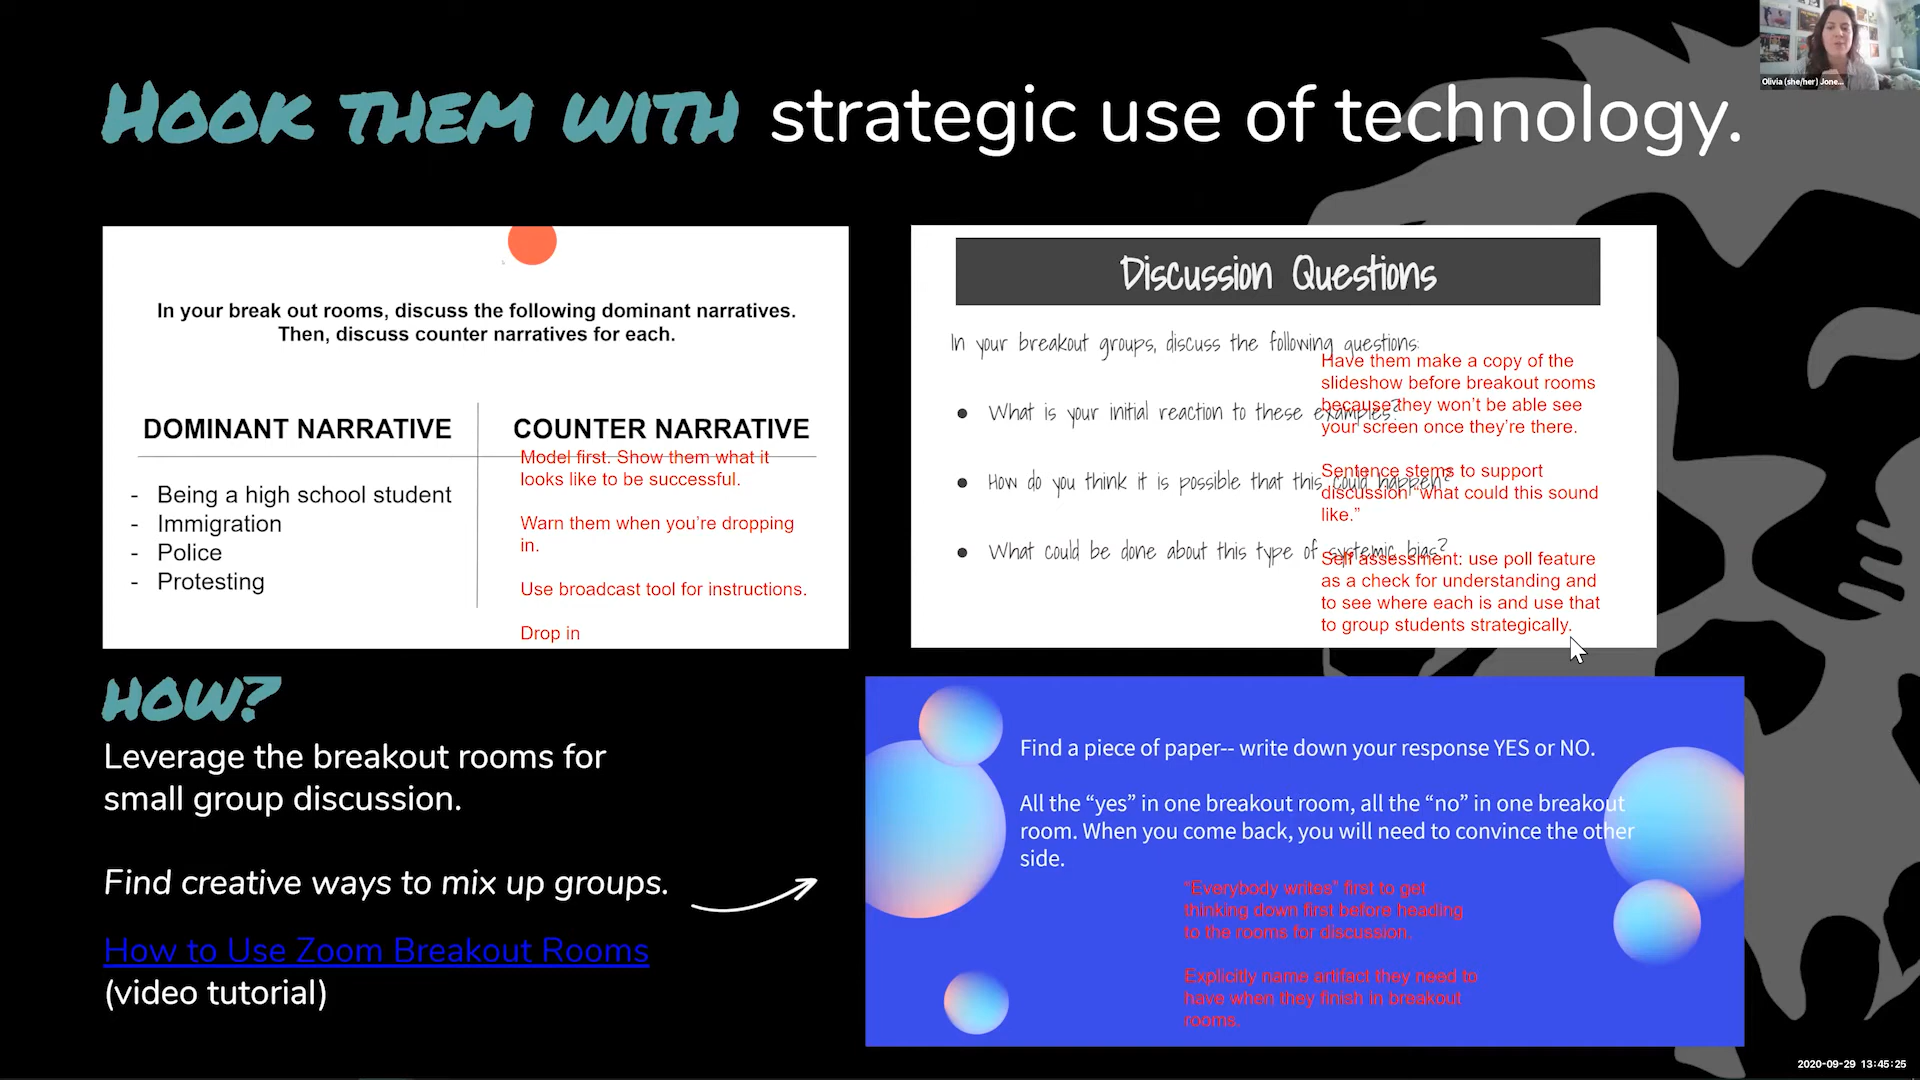 Olivia (she/her) Jone...
HOOK THEM WITH strategic use of technology.
In your break out rooms, discuss the following dominant narratives.
Then, discuss counter narratives for each.
DOMINANT NARRATIVE
- Being a high school student
- Immigration
- Police
- Protesting
COUNTER NARRATIVE
Model first. Show them what it
looks like to be successful.
Warn them when you’re dropping
in.
Use broadcast tool for instructions.
Drop in
Discussion Questions
In your breakout groups, discuss the following questions:
● What is your initial reaction to these examples?
● How do you think it is possible that this could happen?
● What could be done about this type of systemic bias?
Have them make a copy of the
slideshow before breakout rooms
because they won’t be able see
your screen once they’re there.
Sentence stems to support
discussion “what could this sound
like.”
Self assessment: use poll feature
as a check for understanding and
to see where each is and use that
to group students strategically.
HOW?
Leverage the breakout rooms for
small group discussion.
Find creative ways to mix up groups.
How to Use Zoom Breakout Rooms
(video tutorial)
Find a piece of paper-- write down your response YES or NO.
All the “yes” in one breakout room, all the “no” in one breakout
room. When you come back, you will need to convince the other
side.
“Everybody writes” first to get
thinking down first before heading
to the rooms for discussion.
Explicitly name artifact they need to
have when they finish in breakout
rooms.
2020-09-29 13:45:25